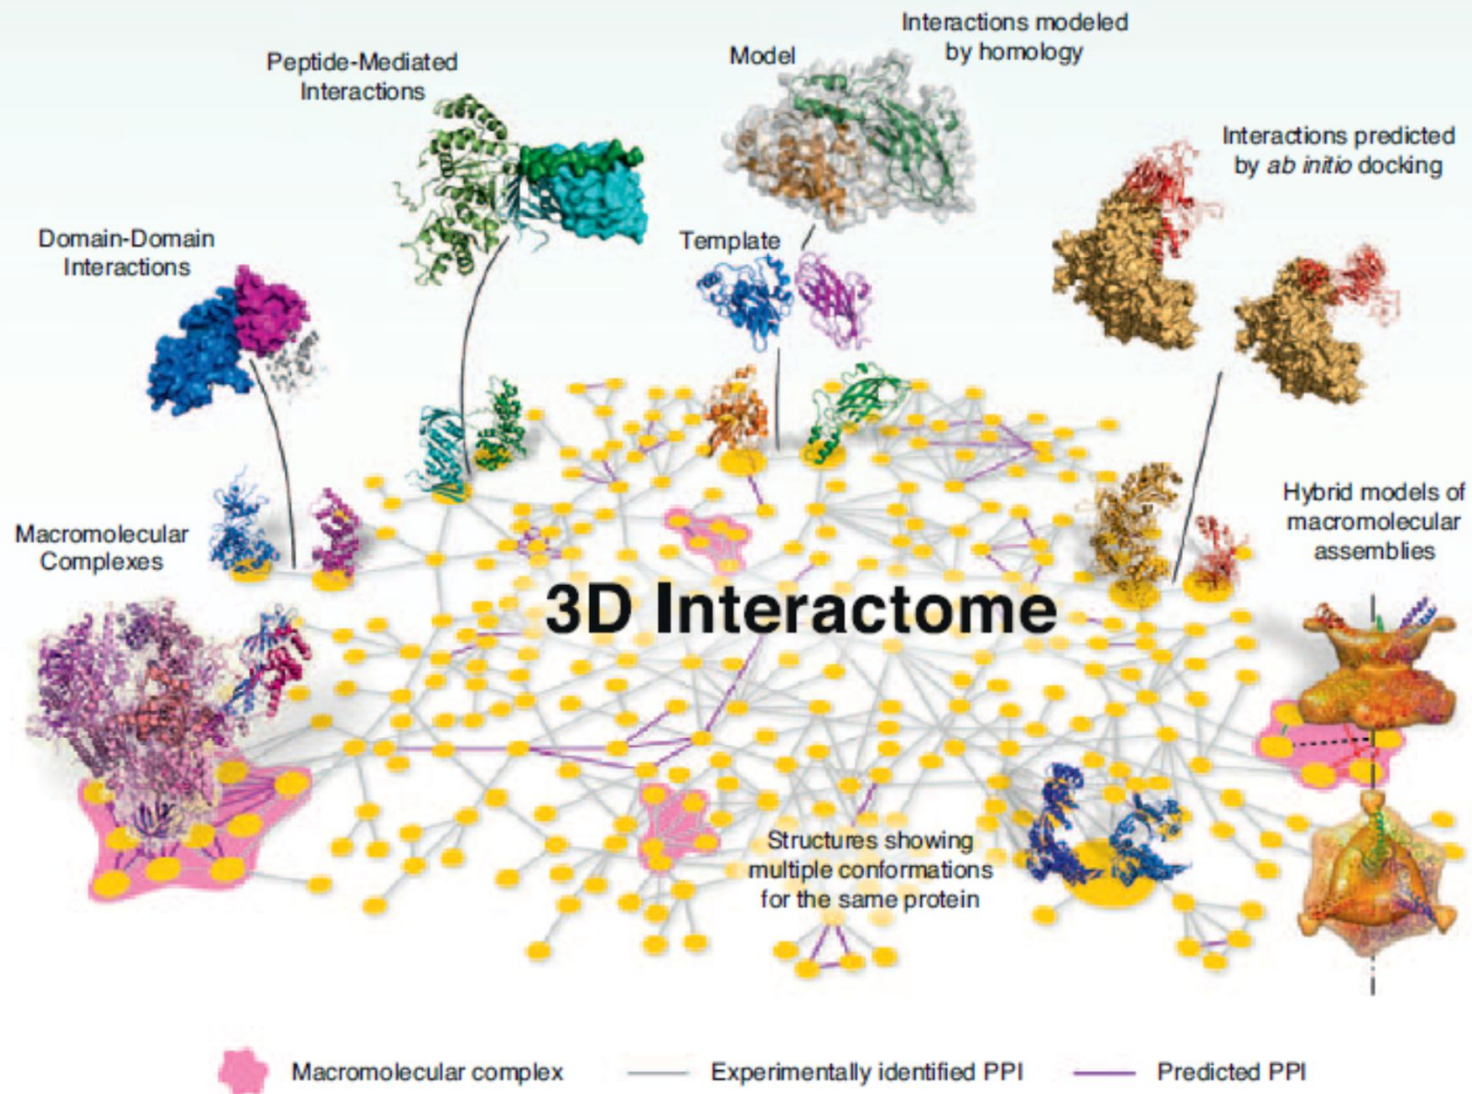 Interactions modeled
by homology
Model
Peptide-Mediated
Interactions
Interactions predicted
by ab initio docking
Domain-Domain
Interactions
Template
Hybrid models of
macromolecular
assemblies
Macromolecular
Complexes
3D Interactome
Structures showing
multiple conformations
for the same protein
Macromolecular complex
Experimentally identified PPI
Predicted PPI